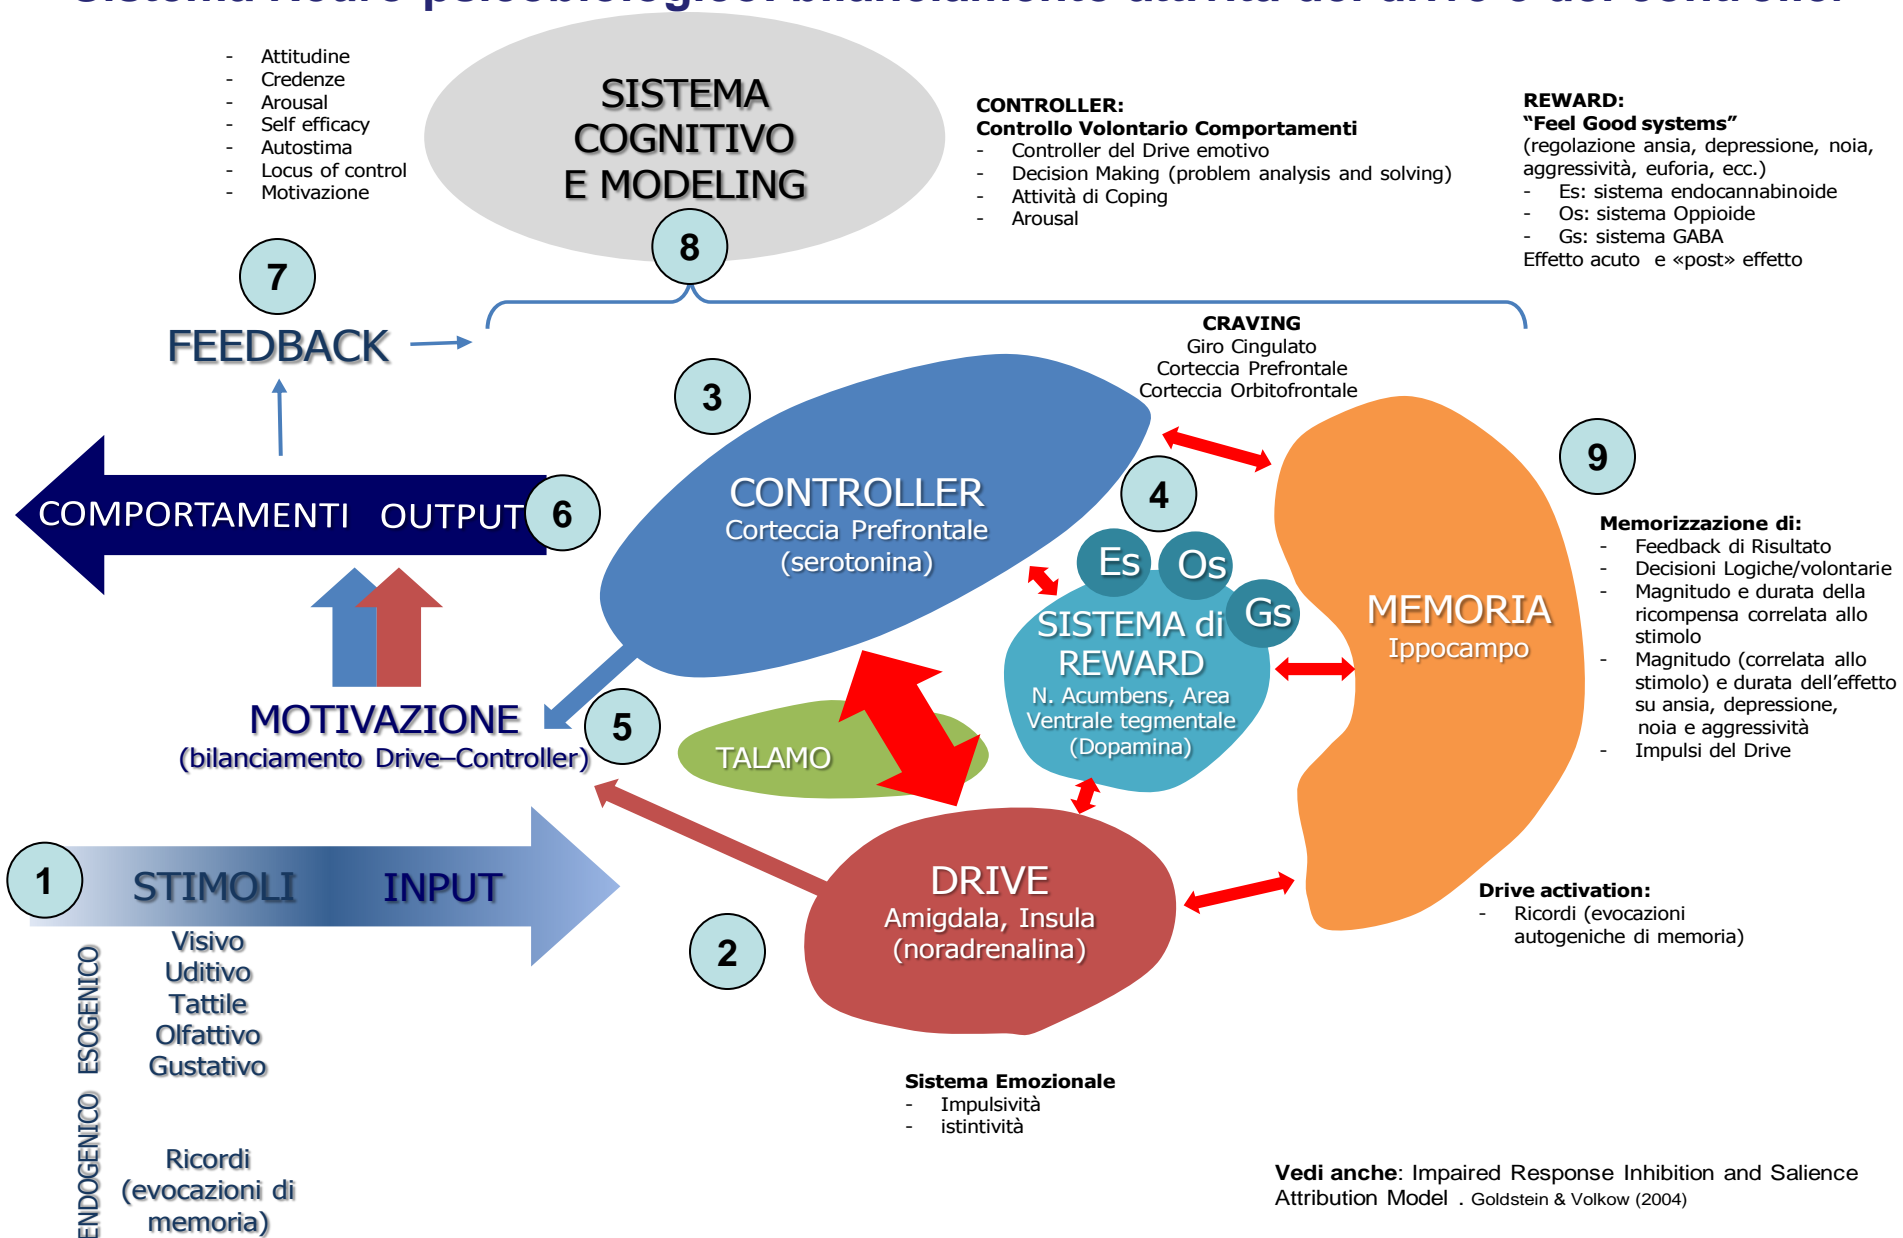 - Attitudine
- Credenze
- Arousal
- Self efficacy
- Autostima
- Locus of control
- Motivazione
SISTEMA
COGNITIVO
E MODELING
8
CONTROLLER:
Controllo Volontario Comportamenti
- Controller del Drive emotivo
- Decision Making (problem analysis and solving)
- Attività di Coping
- Arousal
REWARD:
“Feel Good systems”
(regolazione ansia, depressione, noia,
aggressività, euforia, ecc.)
- Es: sistema endocannabinoide
- Os: sistema Oppioide
- Gs: sistema GABA
Effetto acuto e «post» effetto
7
FEEDBACK
CRAVING
Giro Cingulato
Corteccia Prefrontale
Corteccia Orbitofrontale
3
CONTROLLER
Corteccia Prefrontale
(serotonina)
4
Es
Os
Gs
SISTEMA di
REWARD
N. Acumbens, Area
Ventrale tegmentale
(Dopamina)
MEMORIA
Ippocampo
9
Memorizzazione di:
- Feedback di Risultato
- Decisioni Logiche/volontarie
- Magnitudo e durata della
ricompensa correlata allo
stimolo
- Magnitudo (correlata allo
stimolo) e durata dell’effetto
su ansia, depressione,
noia e aggressività
- Impulsi del Drive
COMPORTAMENTI OUTPUT
6
MOTIVAZIONE
(bilanciamento Drive–Controller)
5
TALAMO
1
STIMOLI INPUT
ESOGENICO
Visivo
Uditivo
Tattile
Olfattivo
Gustativo
ENDOGENICO
Ricordi
(evocazioni di
memoria)
2
DRIVE
Amigdala, Insula
(noradrenalina)
Drive activation:
- Ricordi (evocazioni
autogeniche di memoria)
Sistema Emozionale
- Impulsività
- istintività
Vedi anche: Impaired Response Inhibition and Salience
Attribution Model . Goldstein & Volkow (2004)